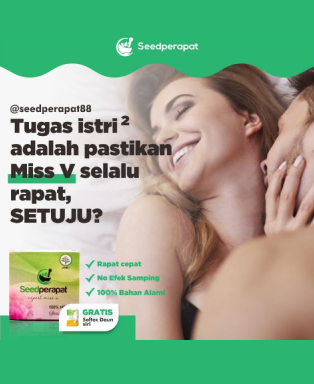 Seedperapat
@seedperapat88
Tugas istri²
adalah pastikan
Miss V selalu
rapat,
SETUJU?
Rapat cepat
No Efek Samping
100% Bahan Alami
Seedperapat
GRATIS
Softex Daun
siri